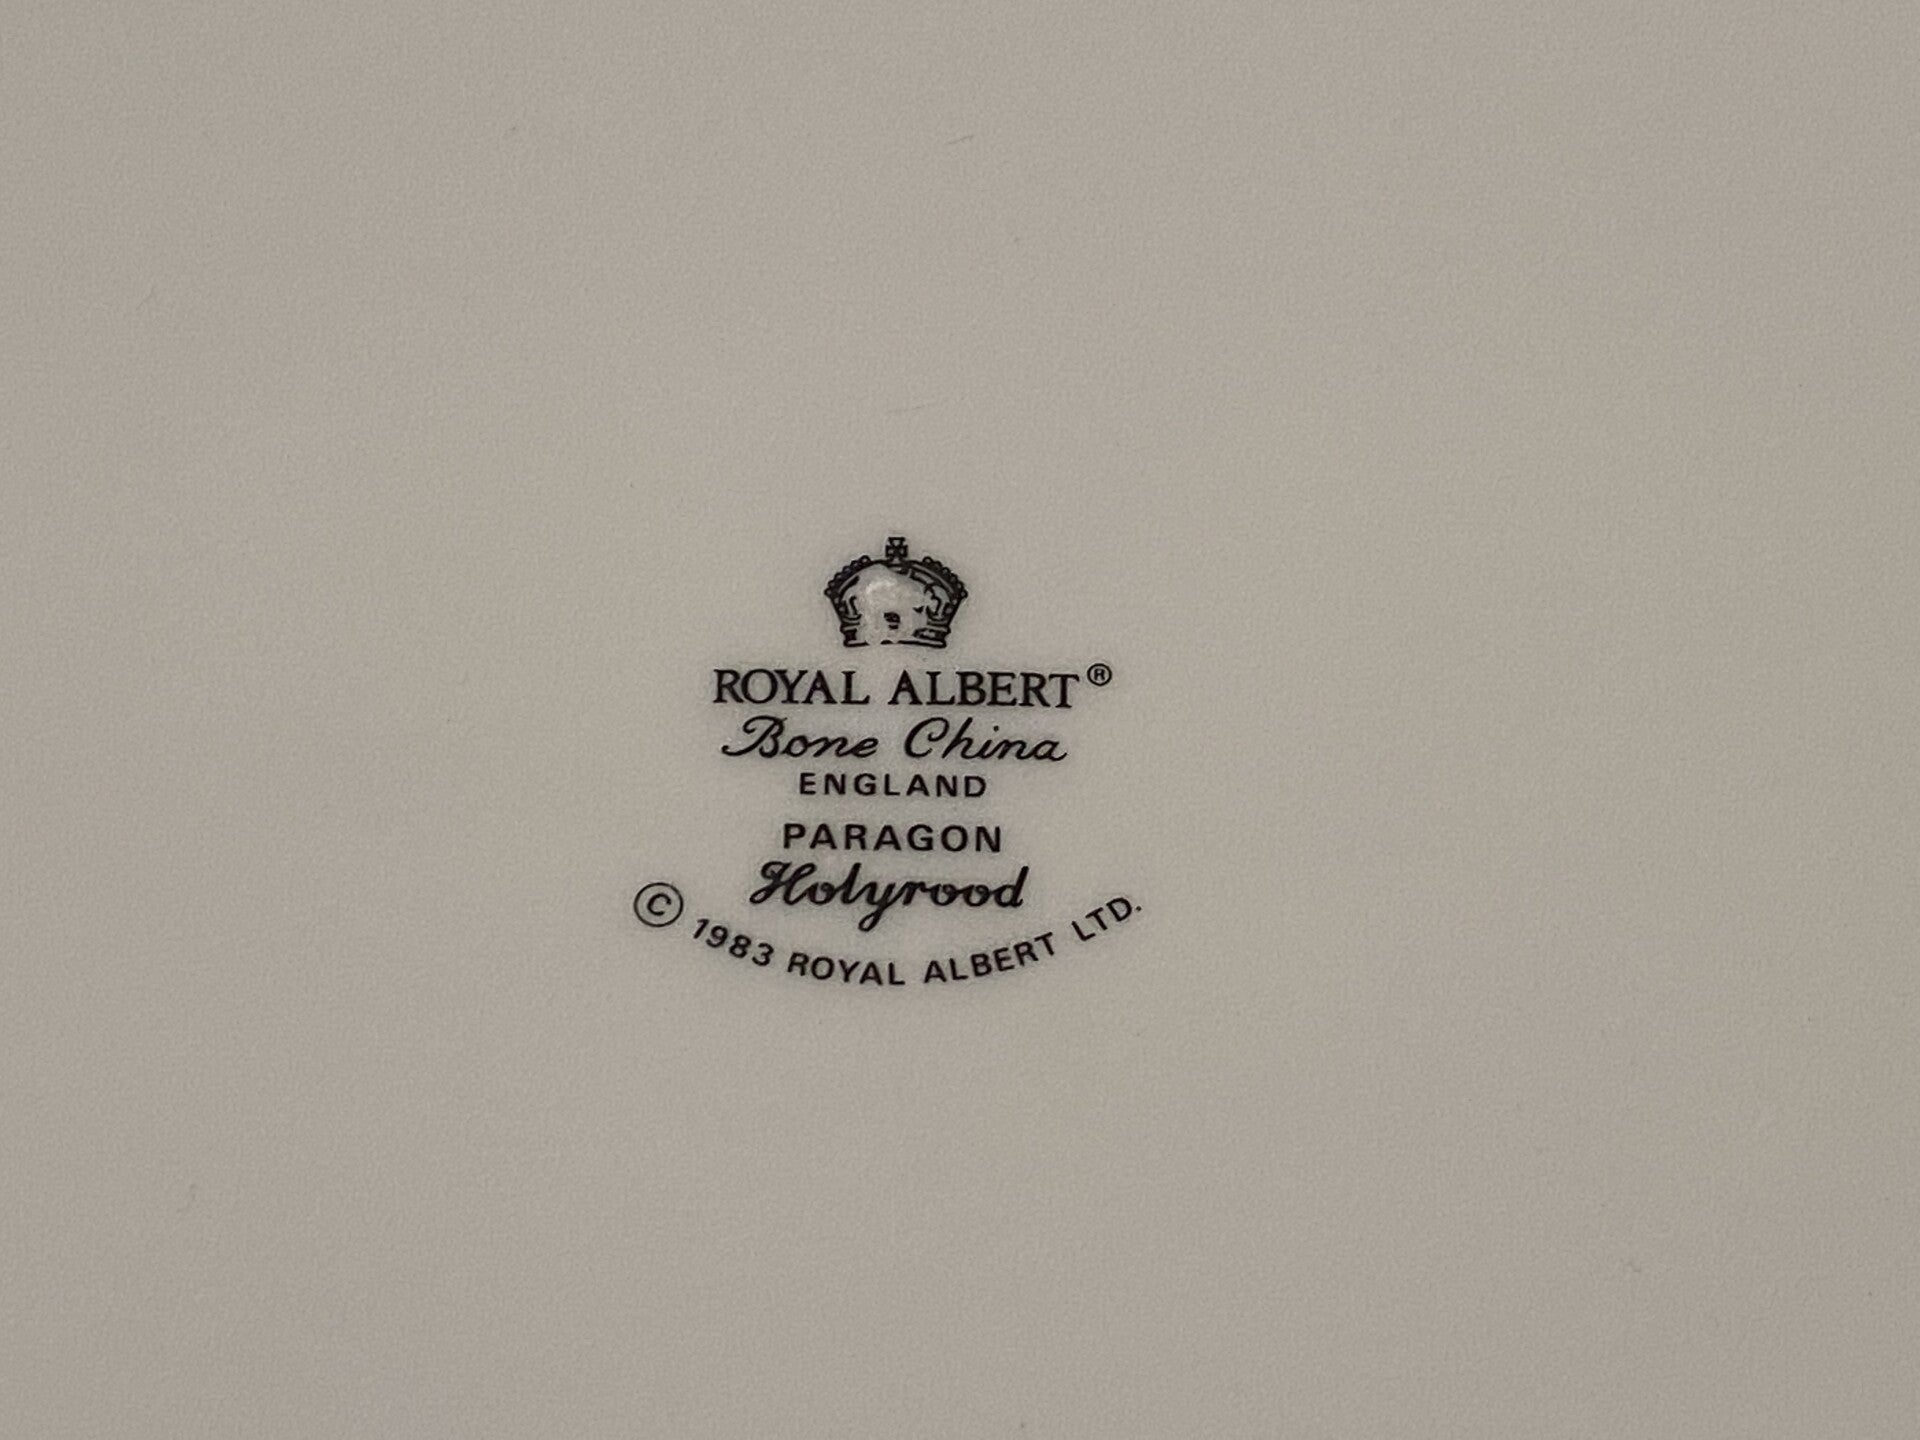 ROYAL ALBERT®
Bone China
ENGLAND
PARAGON
Holyrood
© 1983 ROYAL ALBERT LTD.